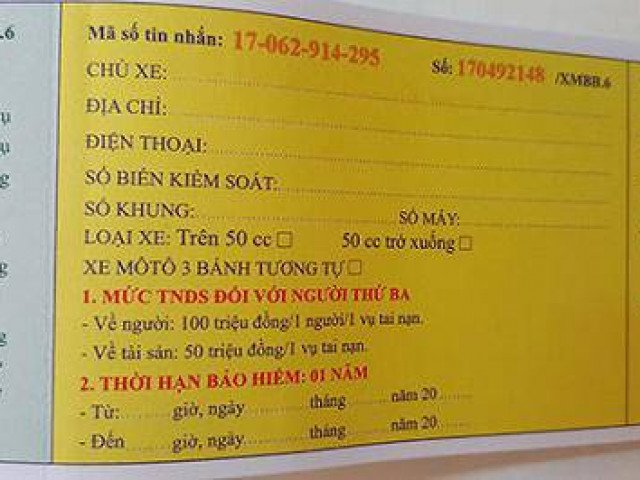 .6
Mã số tin nhắn: 17-062-914-295
Số: 170492148 /XMBB.6
CHỦ XE:
ĐỊA CHỈ:
ĐIỆN THOẠI:
SỐ BIỂN KIỂM SOÁT:
SỐ KHUNG: SỐ MÁY:
LOẠI XE: Trên 50 cc □ 50 cc trở xuống □
XE MÔTÔ 3 BÁNH TƯƠNG TỰ □
1. MỨC TNDS ĐỐI VỚI NGƯỜI THỨ BA
- Về người: 100 triệu đồng/1 người/1 vụ tai nạn.
- Về tài sản: 50 triệu đồng/1 vụ tai nạn.
2. THỜI HẠN BẢO HIỂM: 01 NĂM
- Từ: ........ giờ, ngày ............ tháng ............ năm 20 ......
- Đến ........ giờ, ngày ............ tháng ............ năm 20 ......